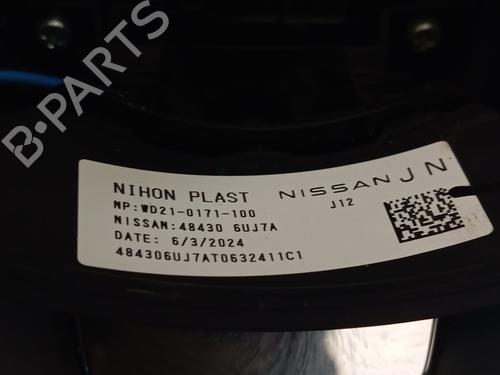 B-PARTS
NIHON PLAST NISSAN J N
NP:WD21-0171-100 J12
NISSAN:48430 6UJ7A
DATE: 6/3/2024
484306UJ7AT0632411C1